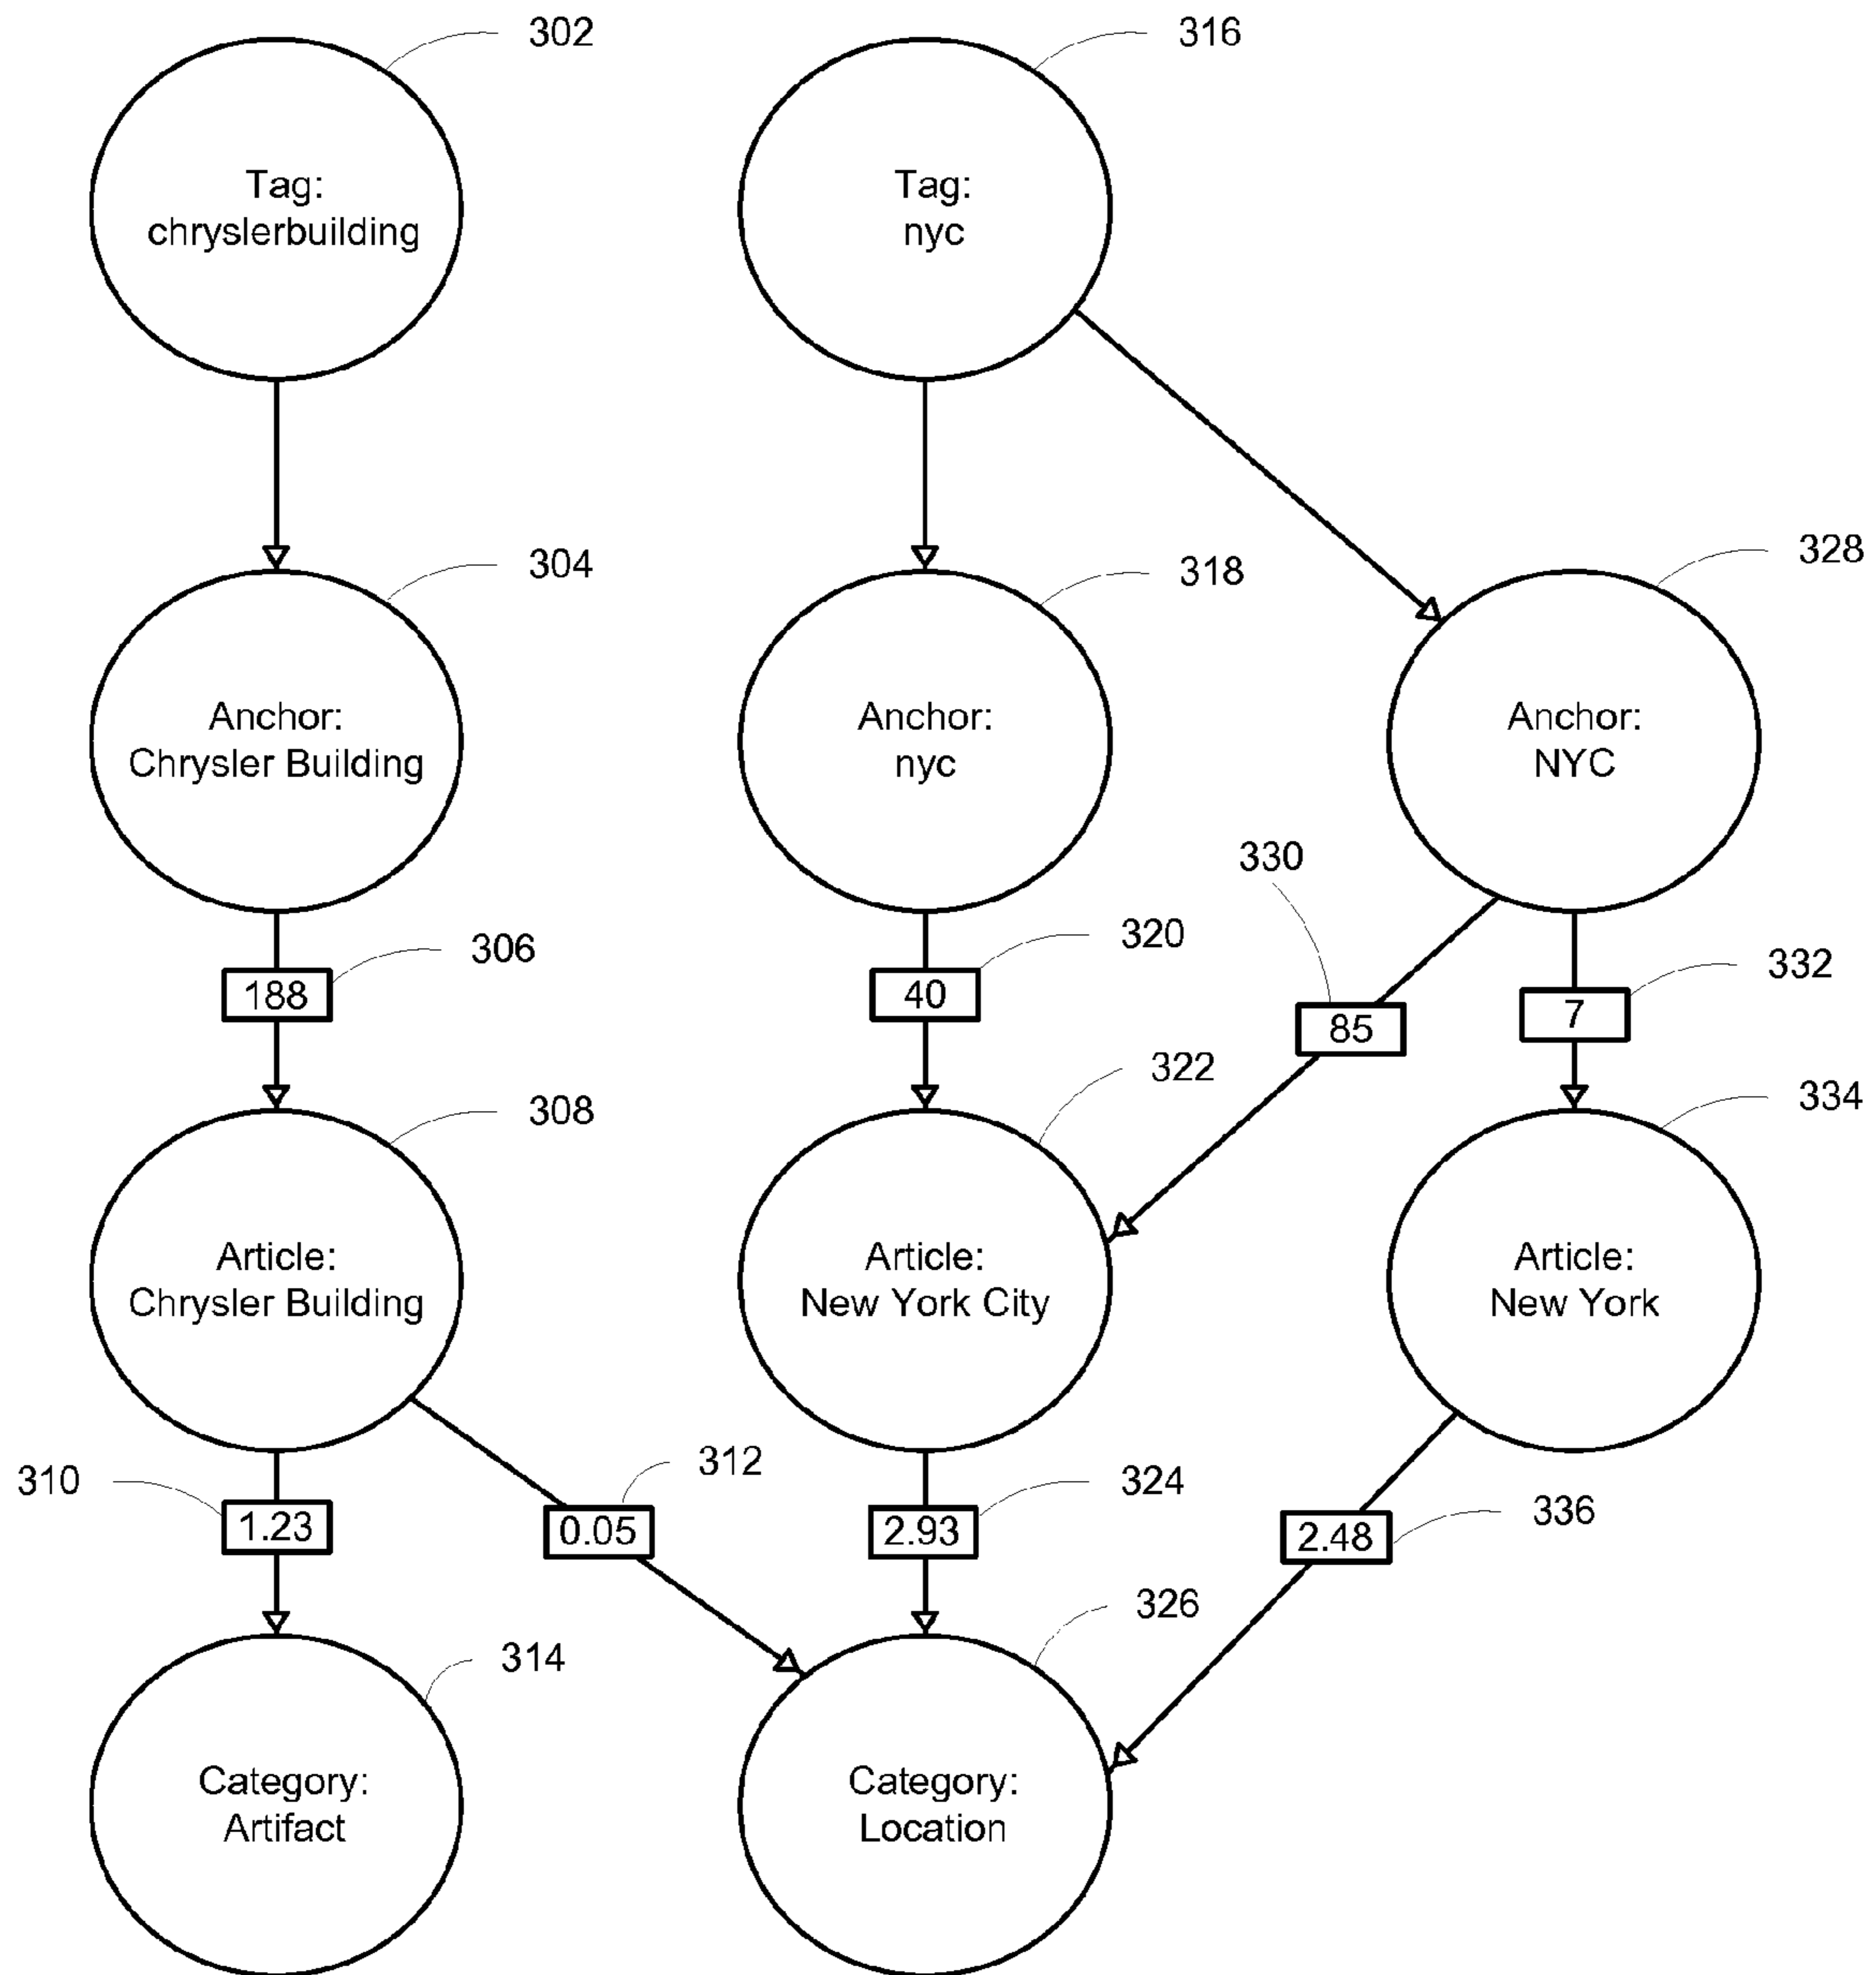 302
316
Tag:
chryslerbuilding
Tag:
nyc
304
318
328
Anchor:
Chrysler Building
Anchor:
nyc
Anchor:
NYC
330
306
320
332
188
40
85
7
308
322
334
Article:
Chrysler Building
Article:
New York City
Article:
New York
310
312
324
336
1.23
0.05
2.93
2.48
314
326
Category:
Artifact
Category:
Location